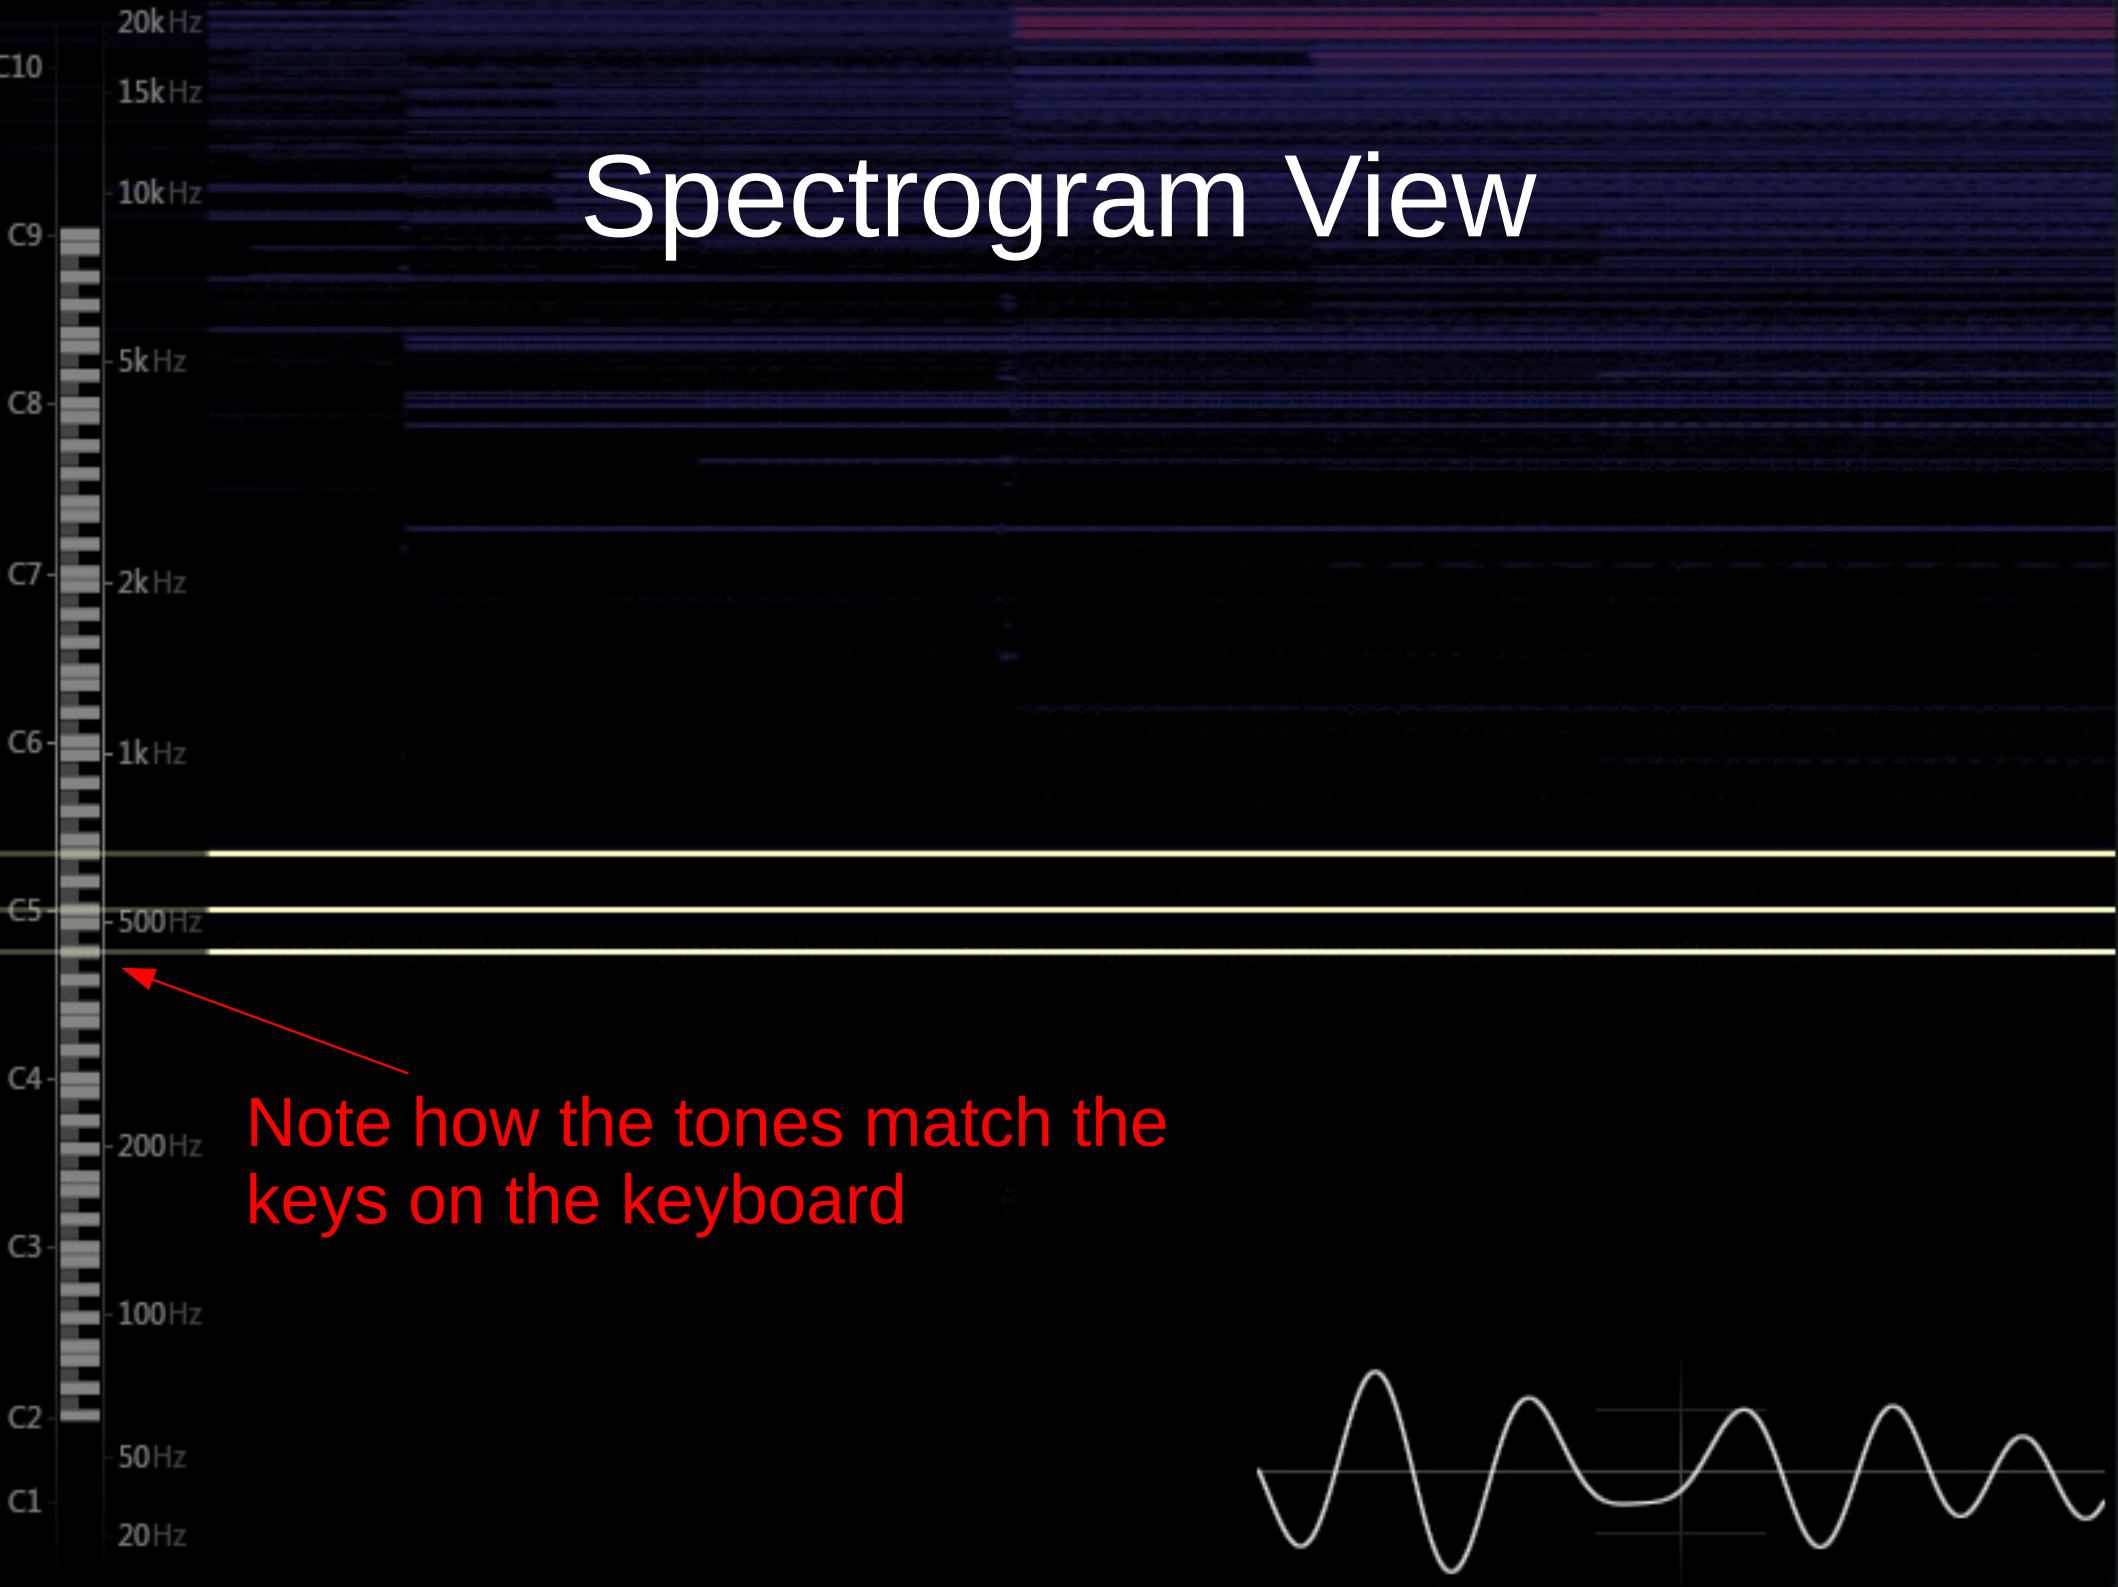 20kHz
C10
15kHz
Spectrogram View
10kHz
C9
5kHz
C8
C7
2kHz
C6
1kHz
C5
500Hz
Note how the tones match the
keys on the keyboard
C4
200Hz
C3
100Hz
C2
50Hz
C1
20Hz